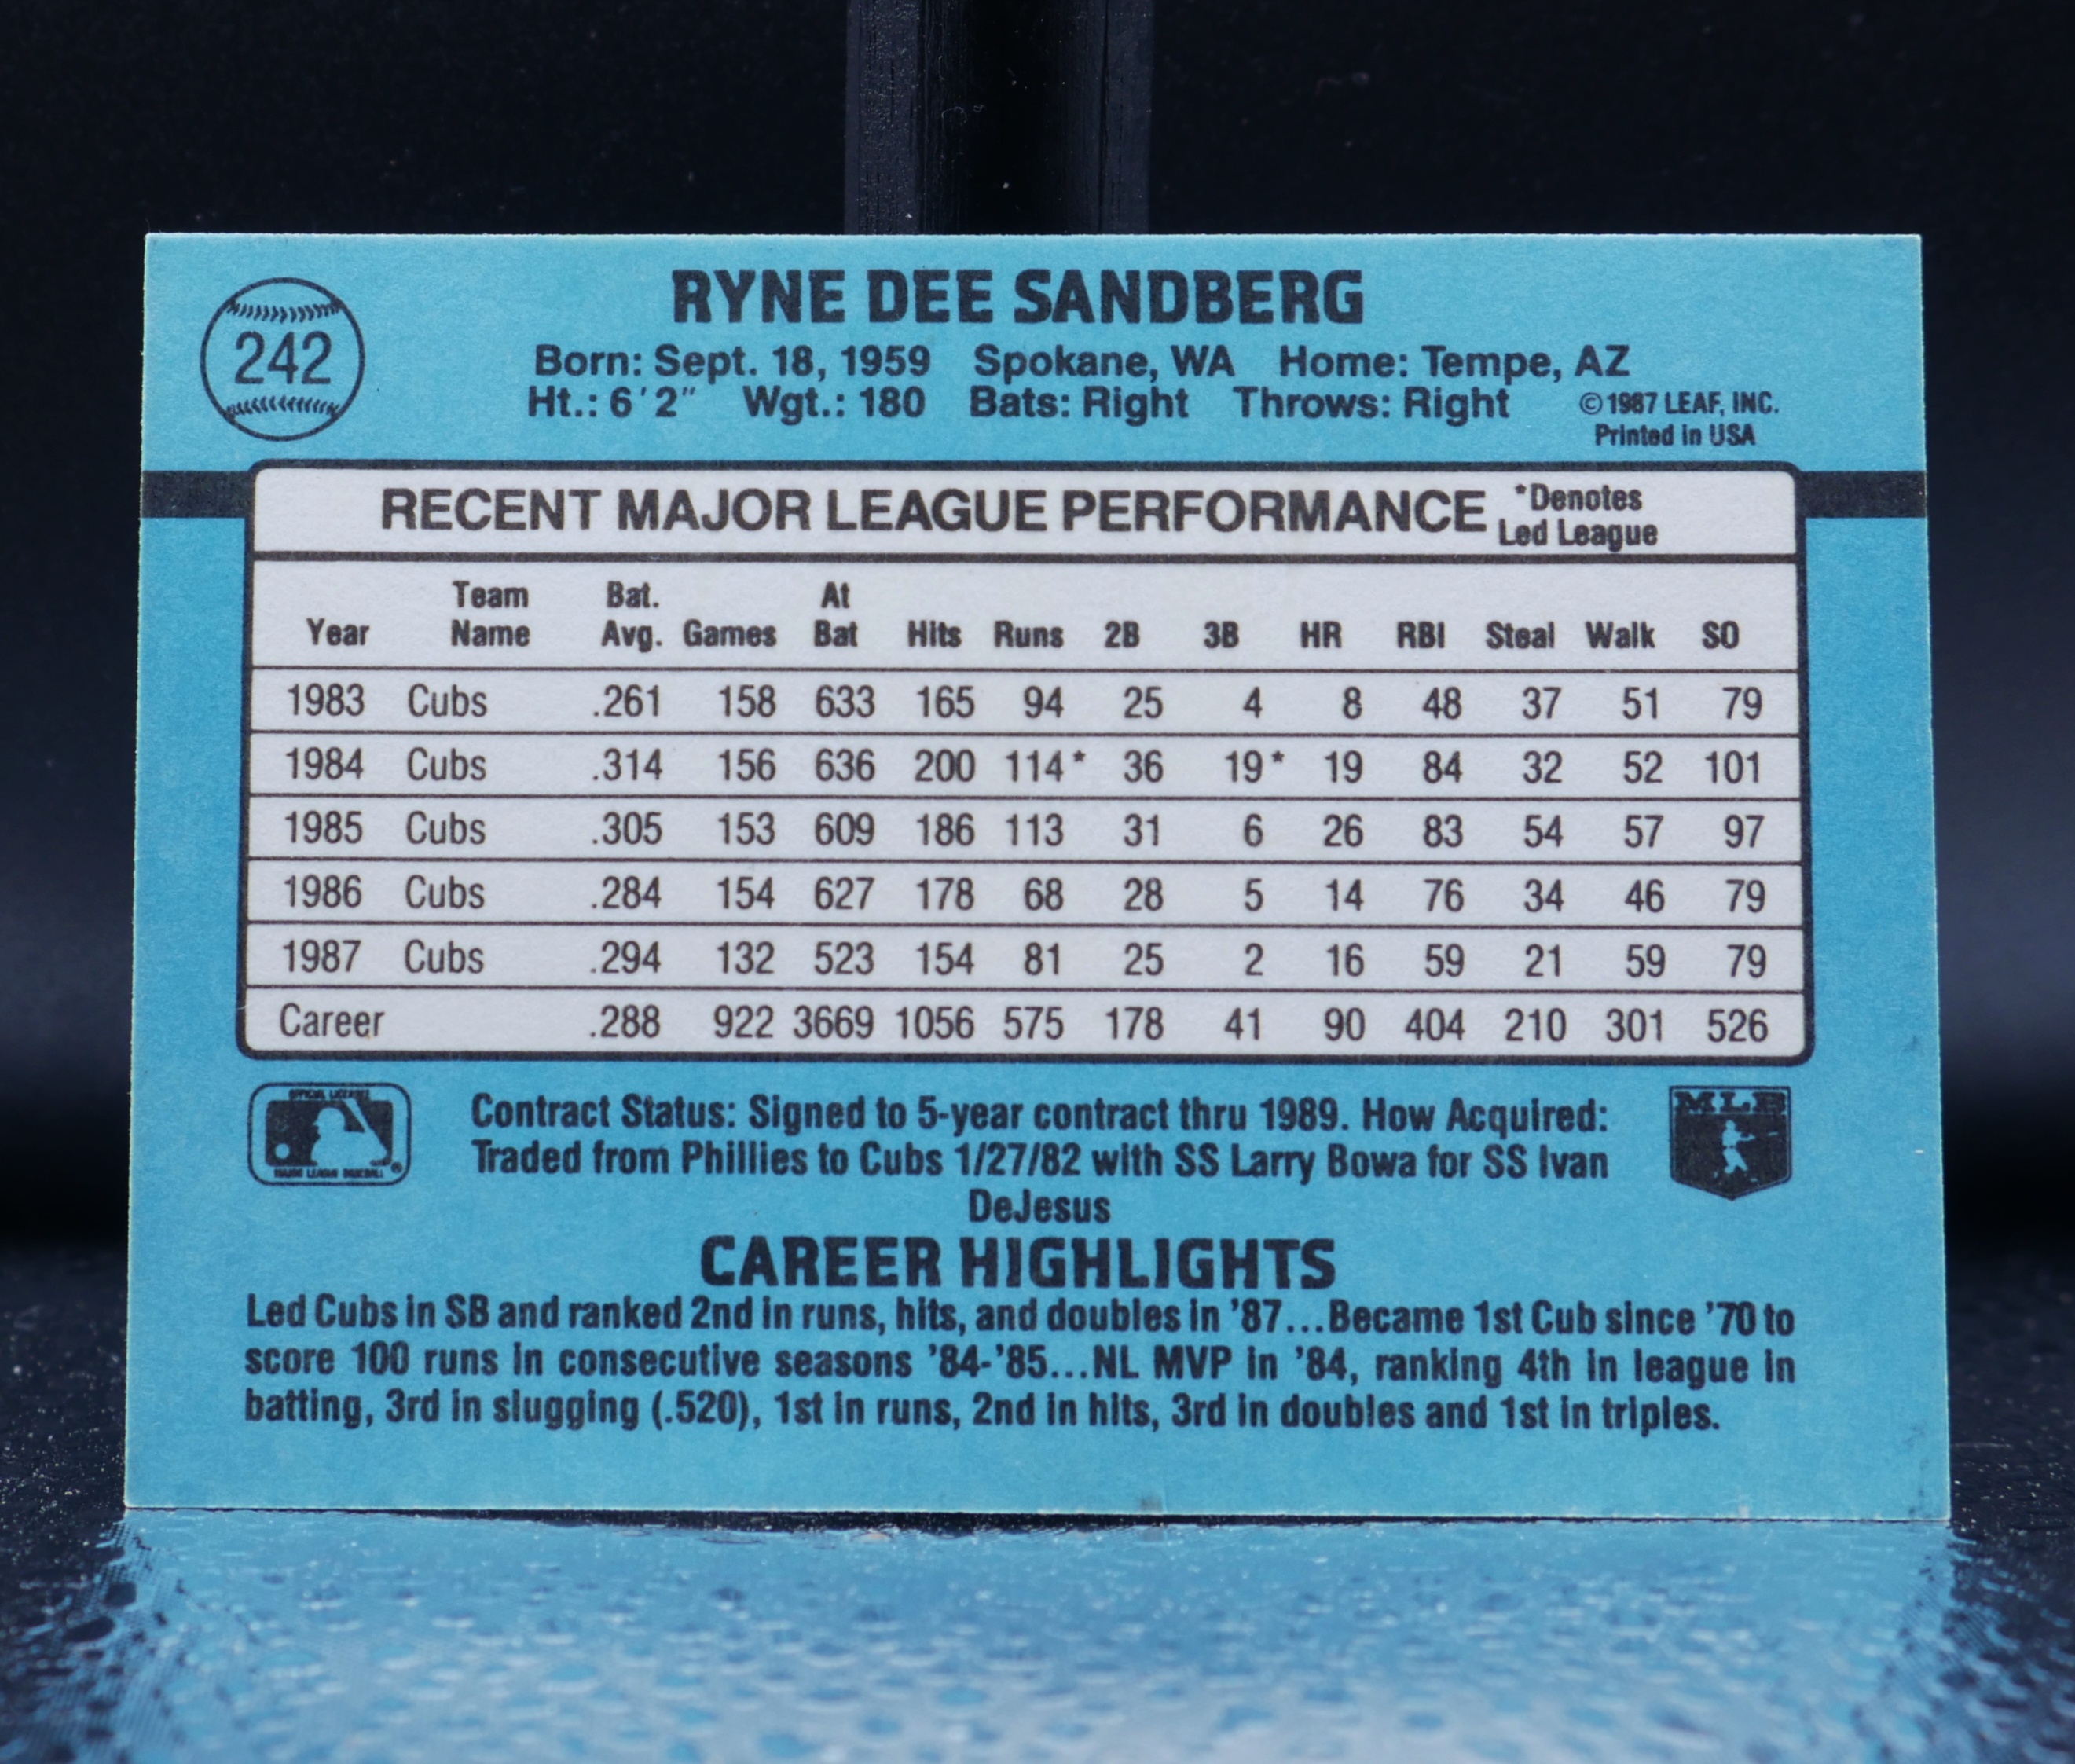 242
RYNE DEE SANDBERG
Born: Sept. 18, 1959 Spokane, WA Home: Tempe, AZ
Ht.: 6'2" Wgt.: 180 Bats: Right Throws: Right
©1987 LEAF, INC.
Printed in USA
RECENT MAJOR LEAGUE PERFORMANCE *Denotes
Led League
Year Team Name Bat. Avg. Games At Bat Hits Runs 2B 3B HR RBI Steal Walk SO
1983 Cubs .261 158 633 165 94 25 4 8 48 37 51 79
1984 Cubs .314 156 636 200 114* 36 19* 19 84 32 52 101
1985 Cubs .305 153 609 186 113 31 6 26 83 54 57 97
1986 Cubs .284 154 627 178 68 28 5 14 76 34 46 79
1987 Cubs .294 132 523 154 81 25 2 16 59 21 59 79
Career .288 922 3669 1056 575 178 41 90 404 210 301 526
OFFICIAL LICENSEE
MAJOR LEAGUE BASEBALL
®
Contract Status: Signed to 5-year contract thru 1989. How Acquired:
Traded from Phillies to Cubs 1/27/82 with SS Larry Bowa for SS Ivan
DeJesus
MLB
CAREER HIGHLIGHTS
Led Cubs in SB and ranked 2nd in runs, hits, and doubles in '87...Became 1st Cub since '70 to
score 100 runs in consecutive seasons '84-'85...NL MVP in '84, ranking 4th in league in
batting, 3rd in slugging (.520), 1st in runs, 2nd in hits, 3rd in doubles and 1st in triples.